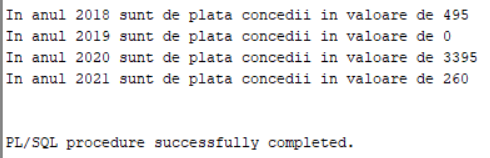 In anul 2018 sunt de plata concedii in valoare de 495
In anul 2019 sunt de plata concedii in valoare de 0
In anul 2020 sunt de plata concedii in valoare de 3395
In anul 2021 sunt de plata concedii in valoare de 260
PL/SQL procedure successfully completed.